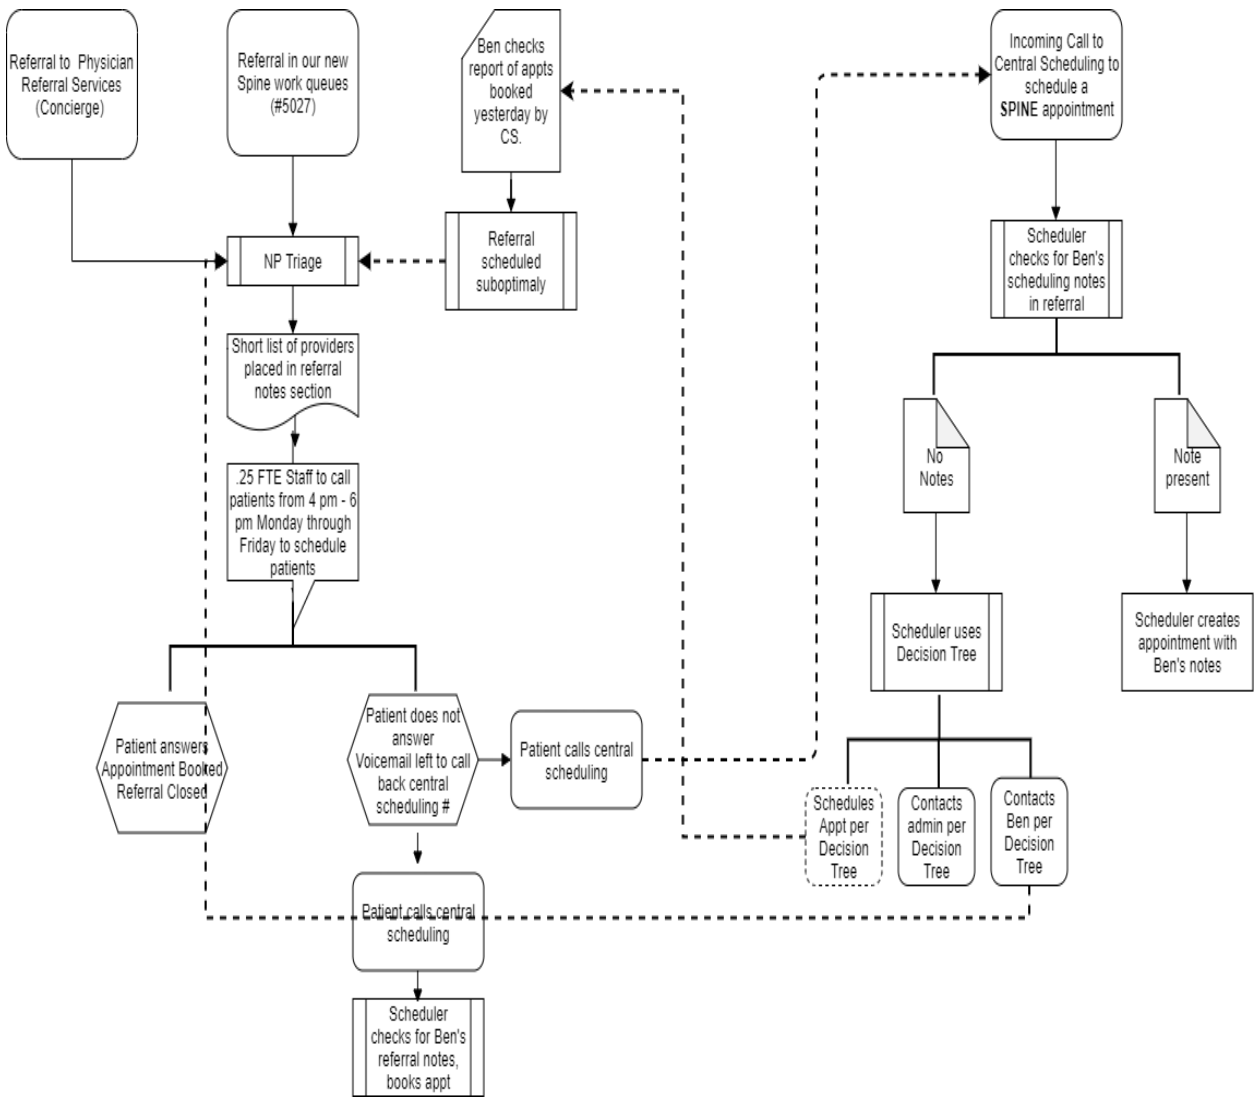 Referral to Physician
Referral Services
(Concierge)
Referral in our new
Spine work queues
(#5027)
Ben checks
report of appts
booked
yesterday by
CS.
Incoming Call to
Central Scheduling to
schedule a
SPINE appointment
NP Triage
Referral
scheduled
suboptimaly
Scheduler
checks for Ben's
scheduling notes
in referral
Short list of providers
placed in referral
notes section
No
Notes
Note
present
.25 FTE Staff to call
patients from 4 pm - 6
pm Monday through
Friday to schedule
patients
Scheduler uses
Decision Tree
Scheduler creates
appointment with
Ben's notes
Patient answers
Appointment Booked
Referral Closed
Patient does not
answer
Voicemail left to call
back central
scheduling #
Patient calls central
scheduling
Schedules
Appt per
Decision
Tree
Contacts
admin per
Decision
Tree
Contacts
Ben per
Decision
Tree
Patient calls central
scheduling
Scheduler
checks for Ben's
referral notes,
books appt